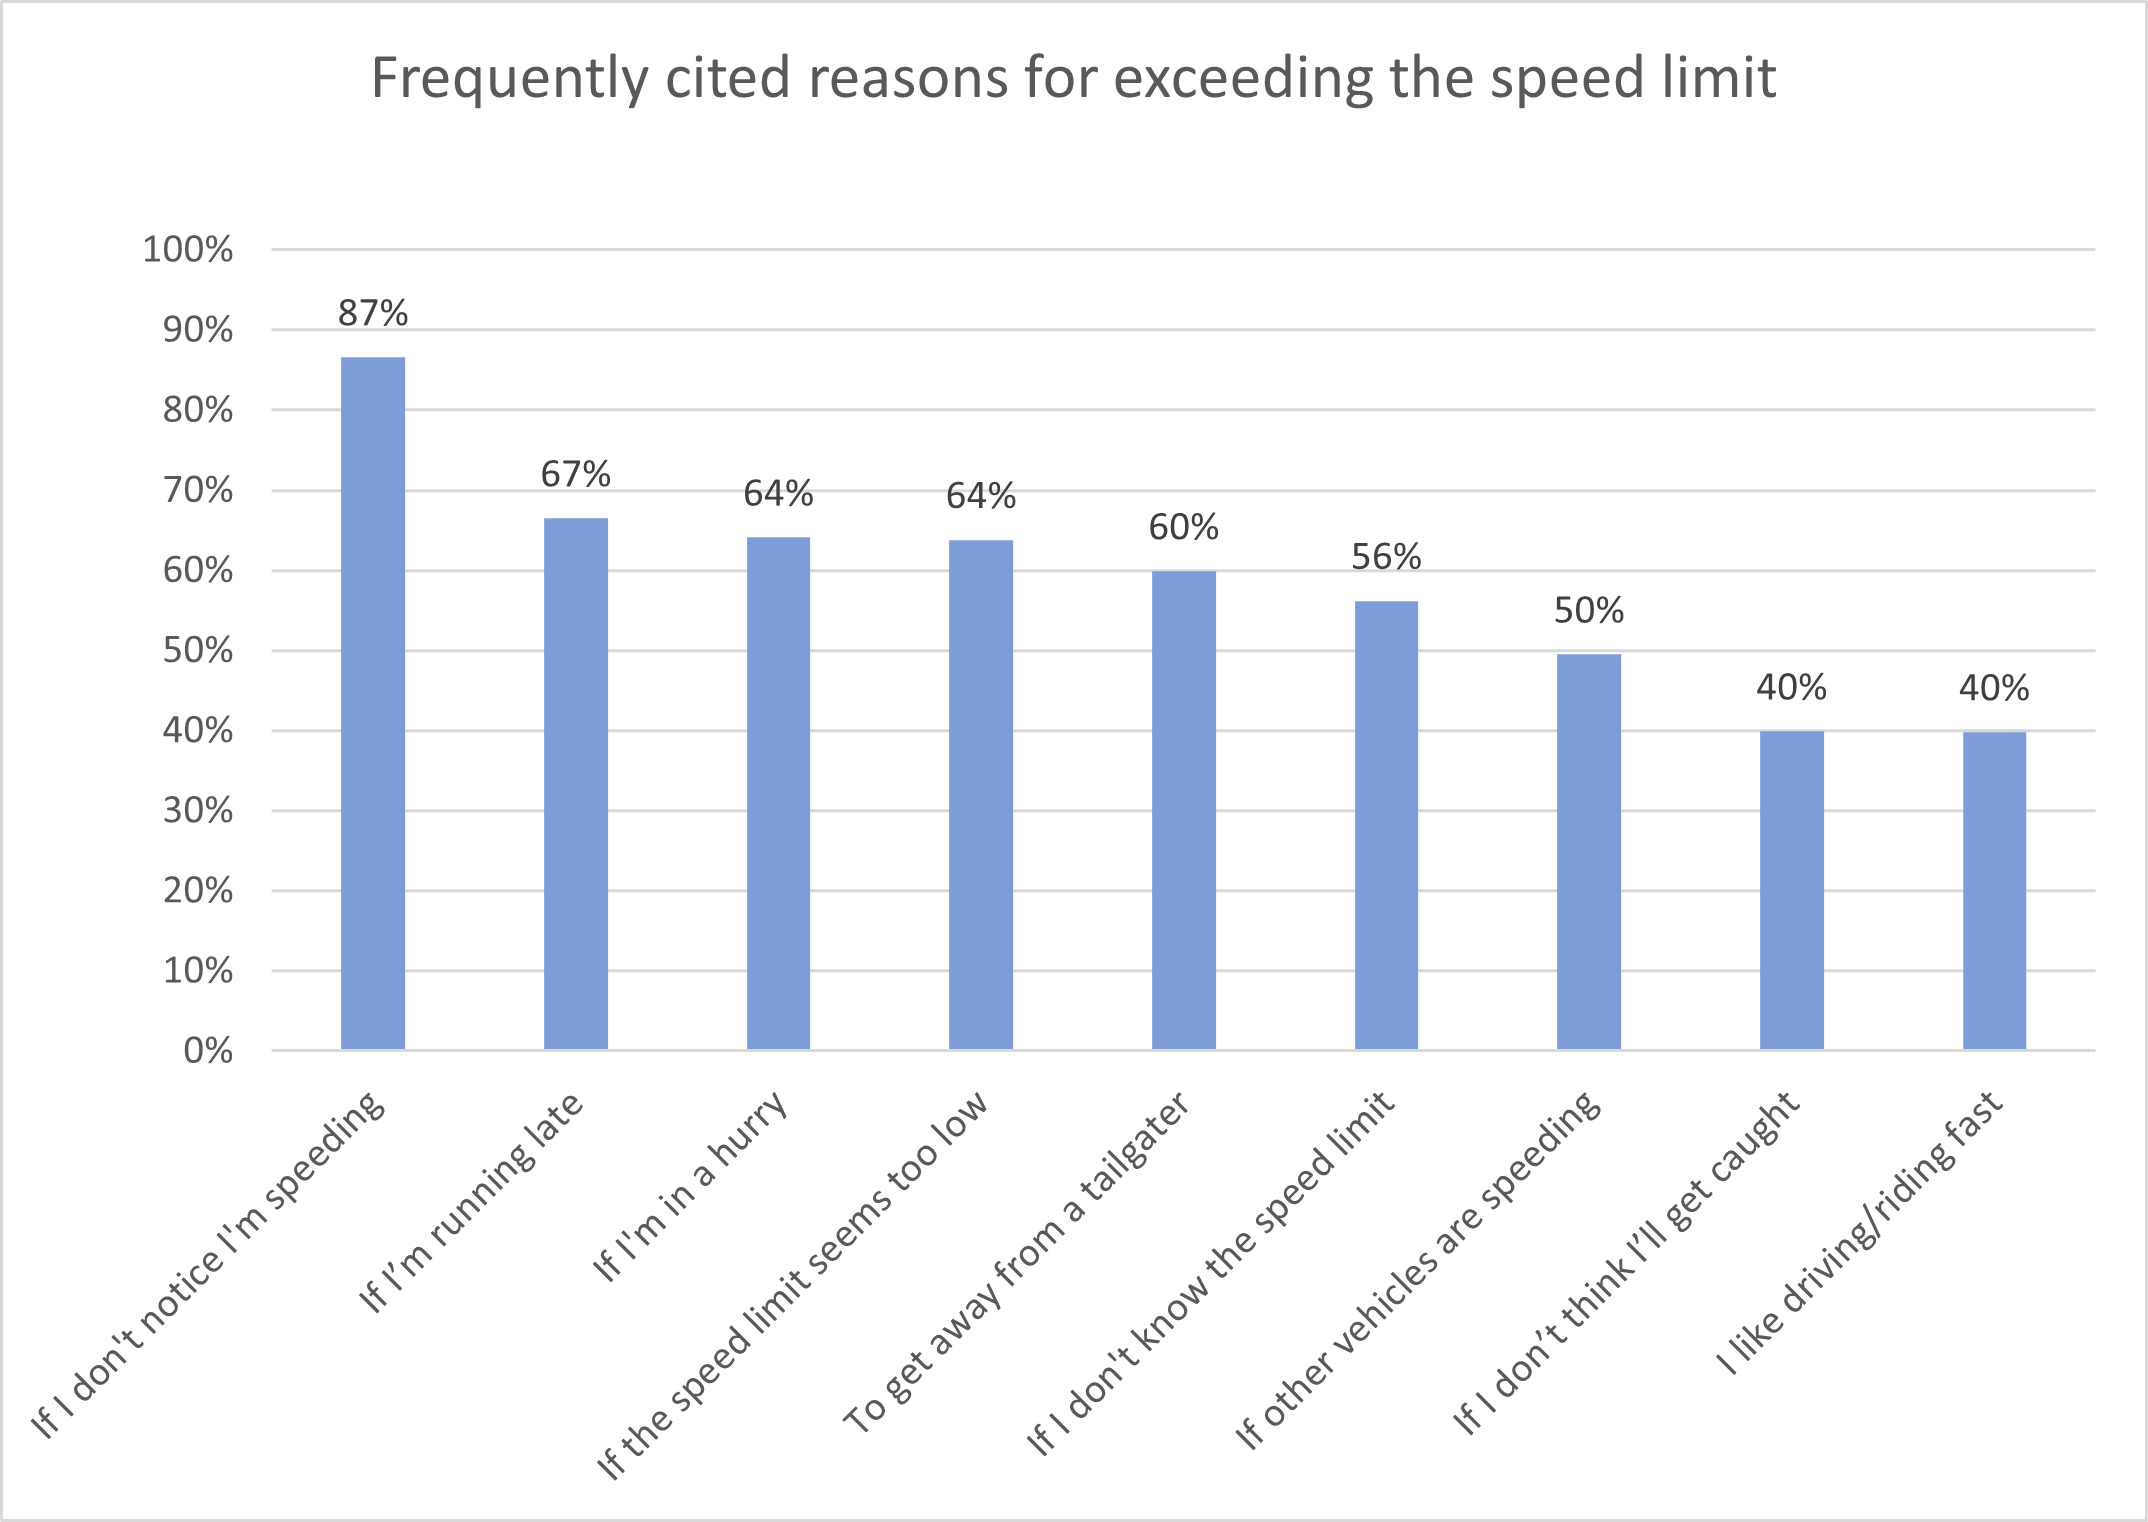 Frequently cited reasons for exceeding the speed limit
100%
90%
80%
70%
60%
50%
40%
30%
20%
10%
0%
87%
67%
64%
64%
60%
56%
50%
40%
40%
If I don't notice I'm speeding
If I’m running late
If I'm in a hurry
If the speed limit seems too low
To get away from a tailgater
If I don't know the speed limit
If other vehicles are speeding
If I don’t think I’ll get caught
I like driving/riding fast